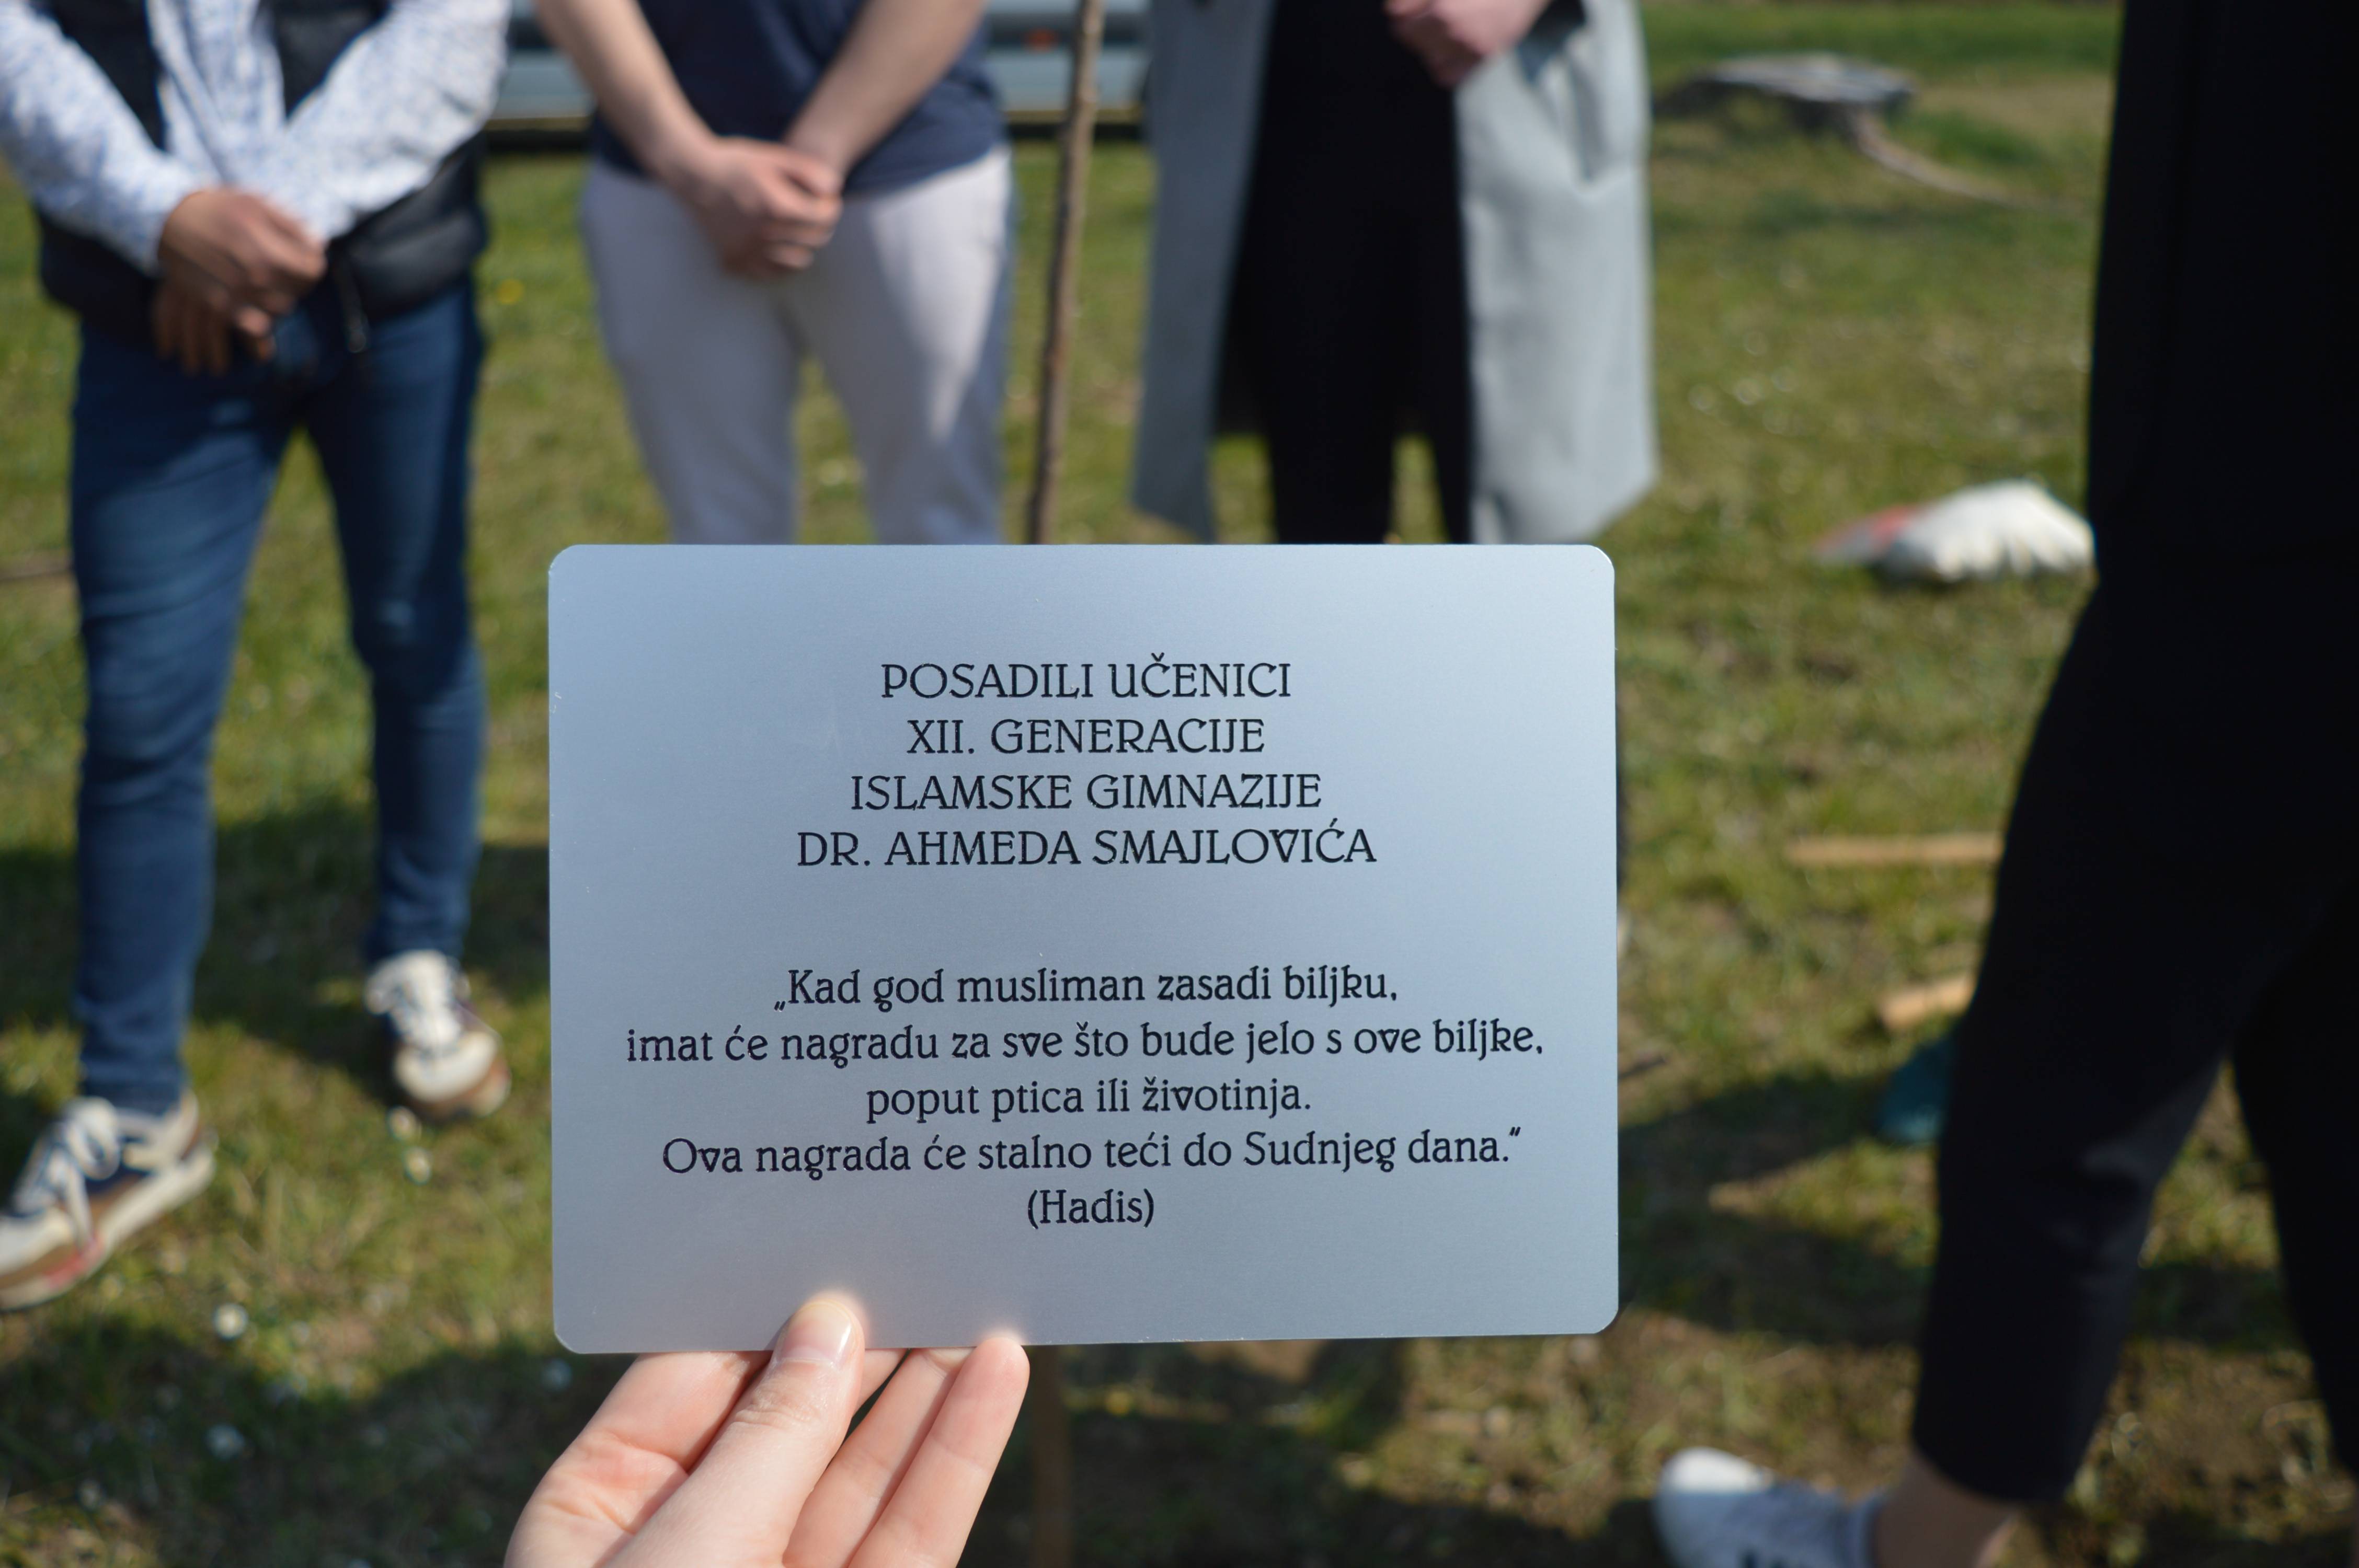 POSADILI UČENICI
XII. GENERACIJE
ISLAMSKE GIMNAZIJE
DR. AHMEDA SMAJLOVIĆA
„Kad god musliman zasadi biljku,
imat će nagradu za sve što bude jelo s ove biljke,
poput ptica ili životinja.
Ova nagrada će stalno teći do Sudnjeg dana.“
(Hadis)